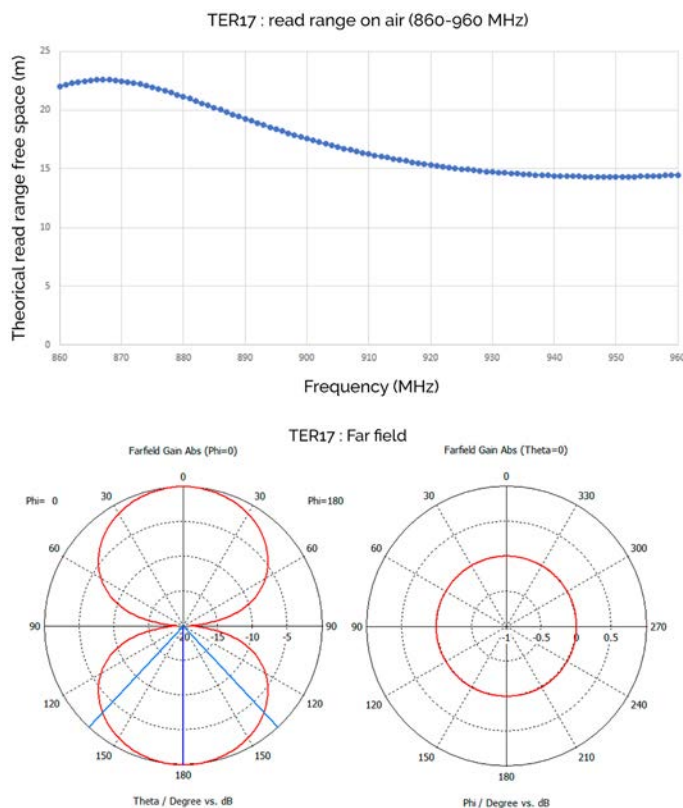 TER17 : read range on air (860-960 MHz)
Theorical read range free space (m)
25
20
15
10
5
0
860 870 880 890 900 910 920 930 940 950 960
Frequency (MHz)
TER17 : Far field
Farfield Gain Abs (Phi=0)
Phi= 0
Phi=180
0
30 30
60 60
90 90
-20 -15 -10 -5
120 120
150 150
180
Theta / Degree vs. dB
Farfield Gain Abs (Theta=0)
0
30 330
60 300
90 270
-1 -0.5 0 0.5
120 240
150 210
180
Phi / Degree vs. dB